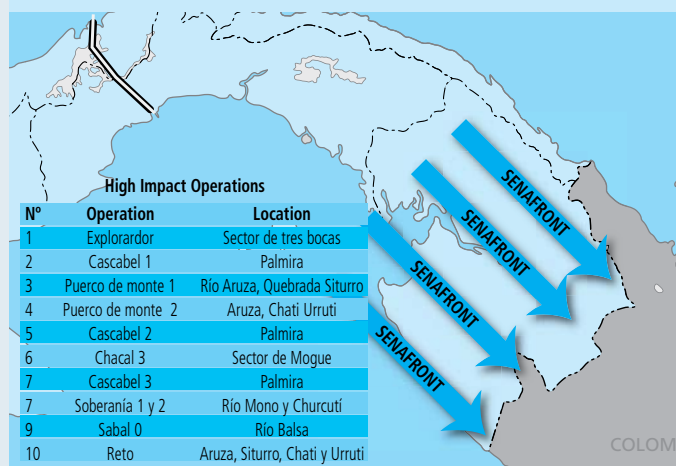 High Impact Operations
Nº Operation Location
1 Explorardor Sector de tres bocas
2 Cascabel 1 Palmira
3 Puerco de monte 1 Río Aruza, Quebrada Siturro
4 Puerco de monte 2 Aruza, Chati Urruti
5 Cascabel 2 Palmira
6 Chacal 3 Sector de Mogue
7 Cascabel 3 Palmira
7 Soberanía 1 y 2 Río Mono y Churcutí
9 Sabal 0 Río Balsa
10 Reto Aruza, Siturro, Chati y Urruti
SENAFRONT
SENAFRONT
SENAFRONT
SENAFRONT
COLOM